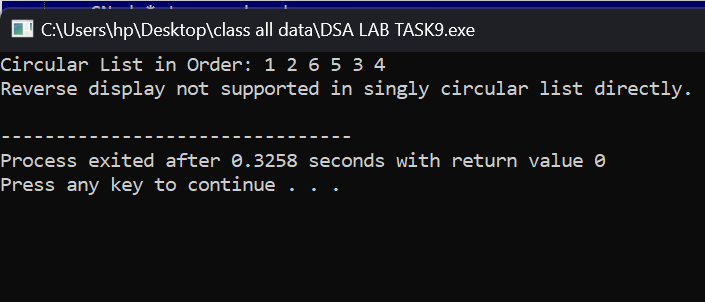 C:\Users\hp\Desktop\class all data\DSA LAB TASK9.exe
Circular List in Order: 1 2 6 5 3 4
Reverse display not supported in singly circular list directly.
--------------------------------
Process exited after 0.3258 seconds with return value 0
Press any key to continue . . .